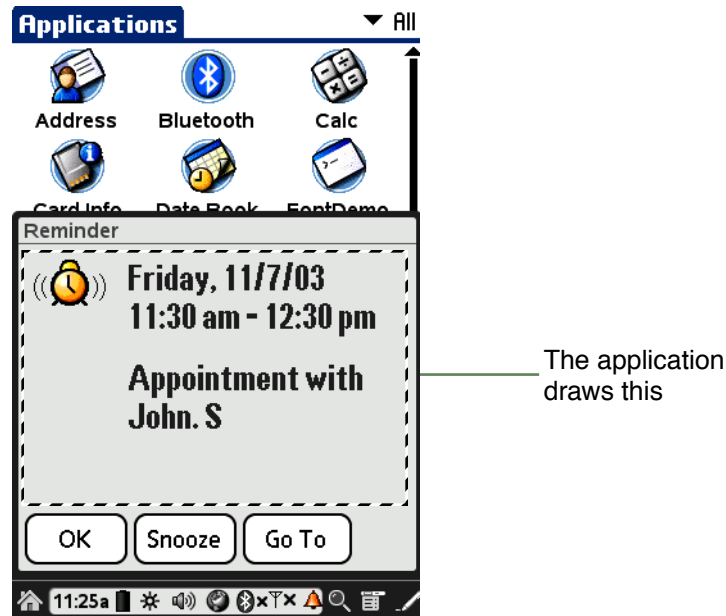 Applications
All
Address Bluetooth Calc
Card Info Date Book FontDemo
Reminder
Friday, 11/7/03
11:30 am - 12:30 pm
Appointment with
John. S
The application
draws this
OK Snooze Go To
11:25a